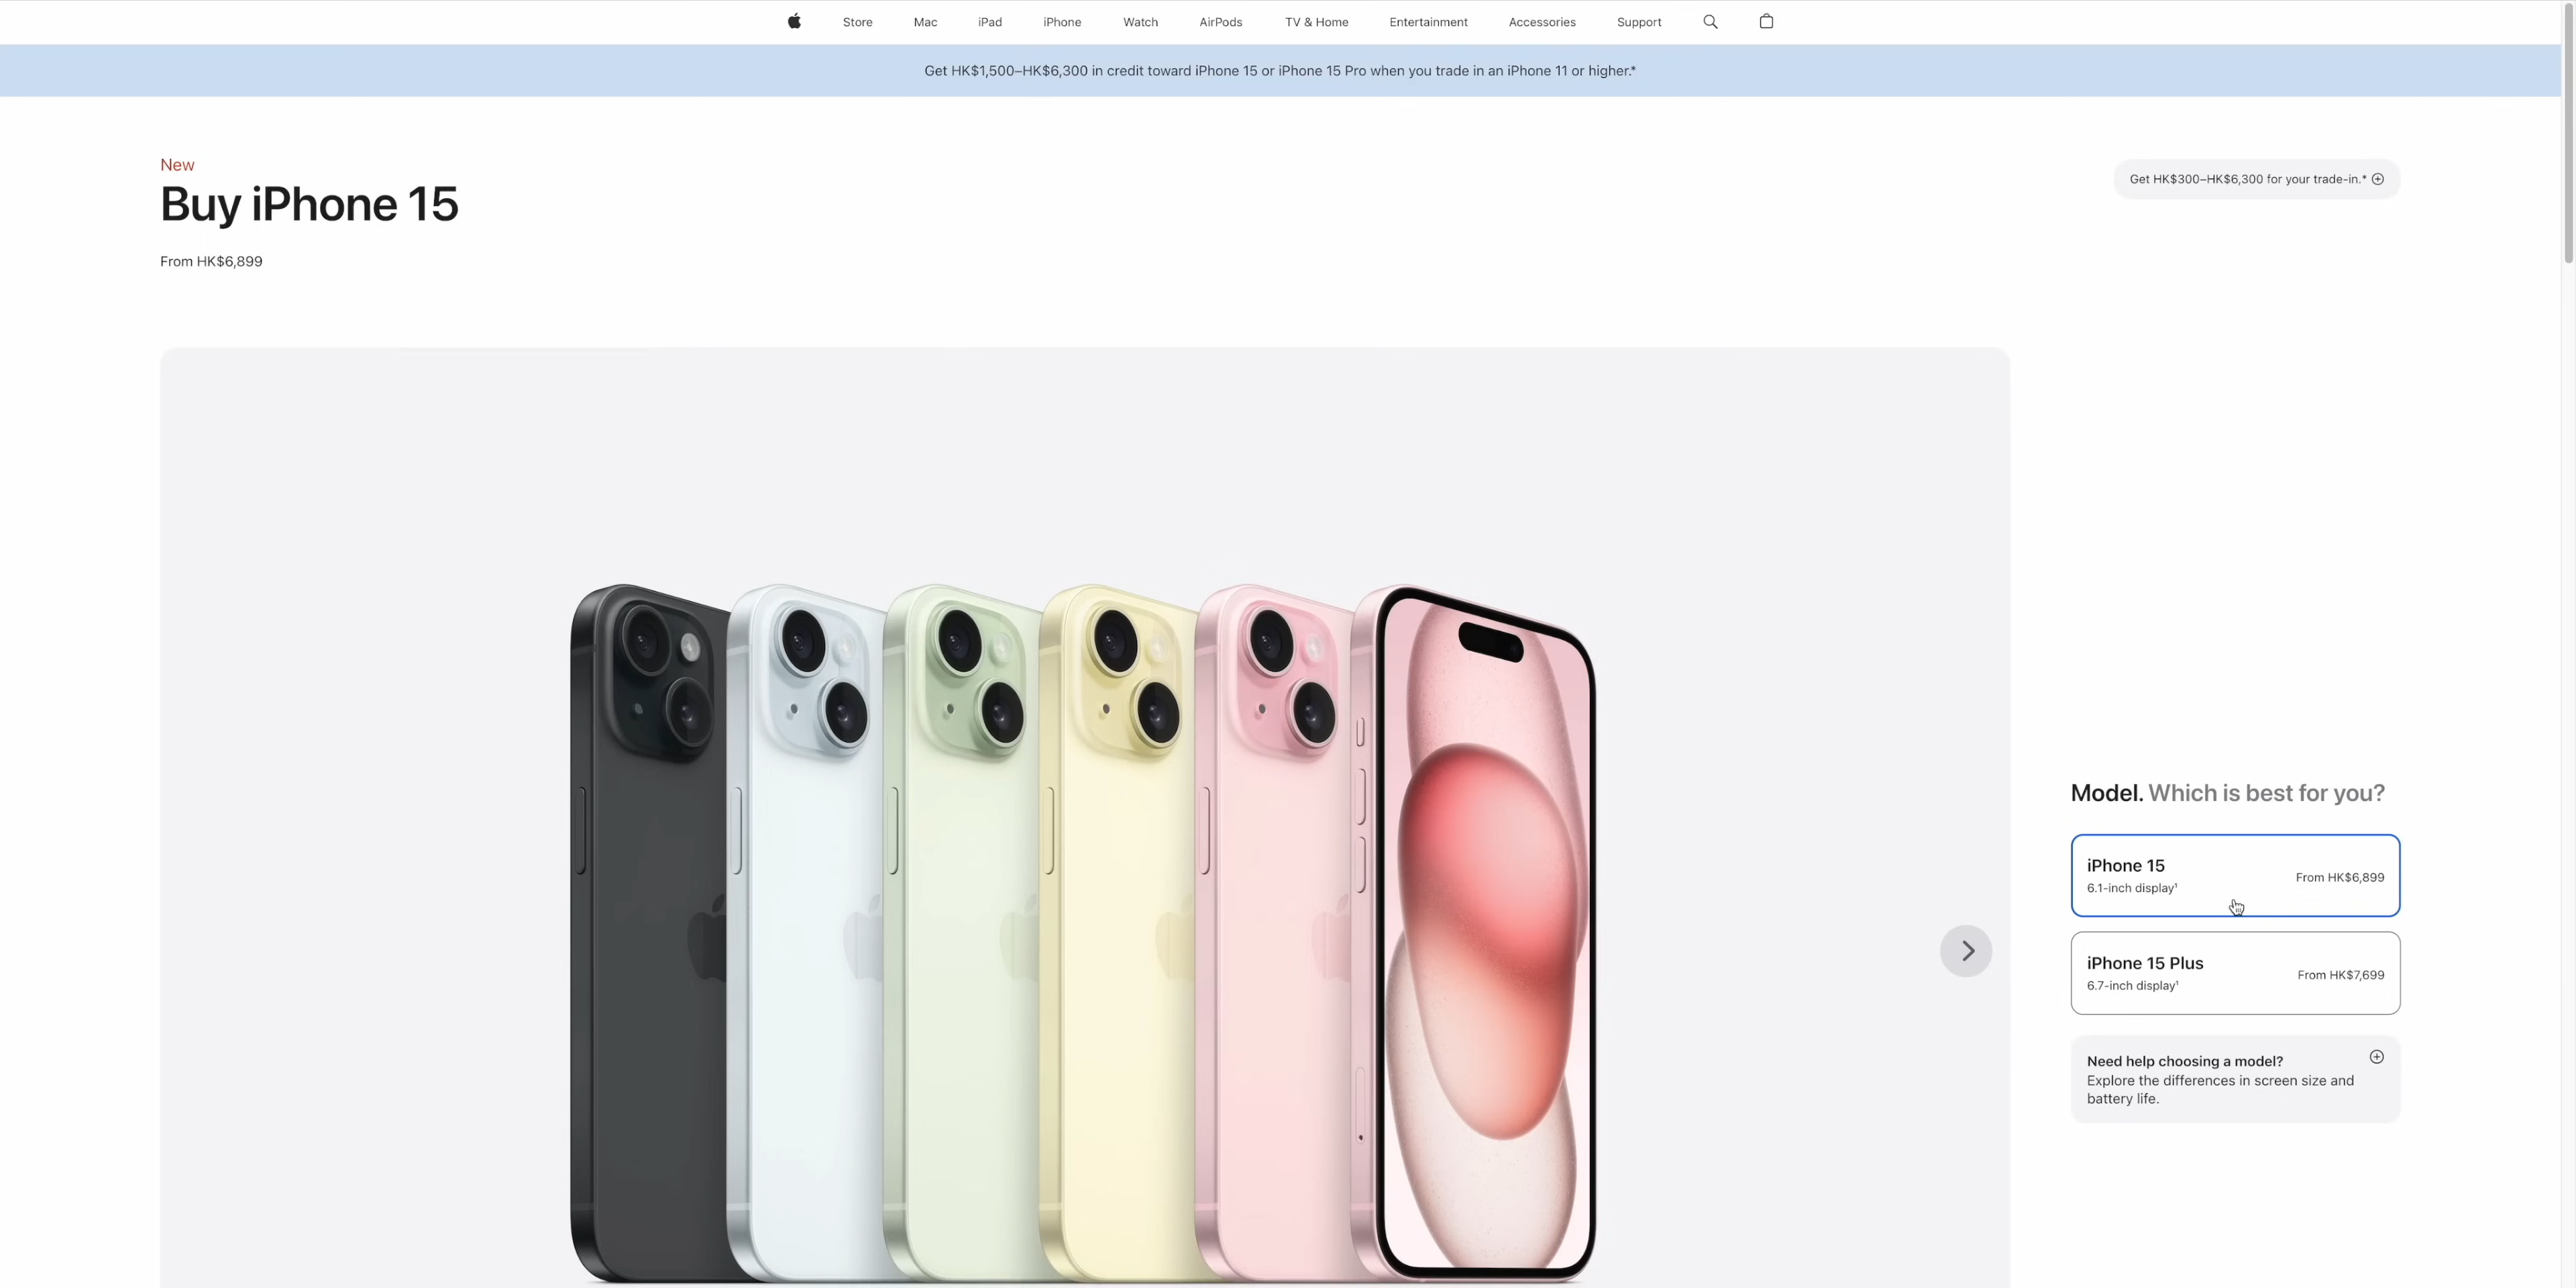 Store Mac iPad iPhone Watch AirPods TV & Home Entertainment Accessories Support
Get HK$1,500–HK$6,300 in credit toward iPhone 15 or iPhone 15 Pro when you trade in an iPhone 11 or higher.*
New
Buy iPhone 15
From HK$6,899
Get HK$300–HK$6,300 for your trade-in.*
Model. Which is best for you?
iPhone 15
6.1-inch display¹
From HK$6,899
iPhone 15 Plus
6.7-inch display¹
From HK$7,699
Need help choosing a model?
Explore the differences in screen size and
battery life.